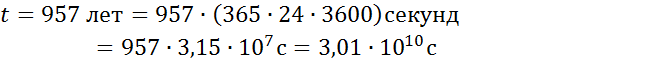 t = 957 лет = 957 · (365 · 24 · 3600)секунд
= 957 · 3,15 · 10⁷ с = 3,01 · 10¹⁰ с